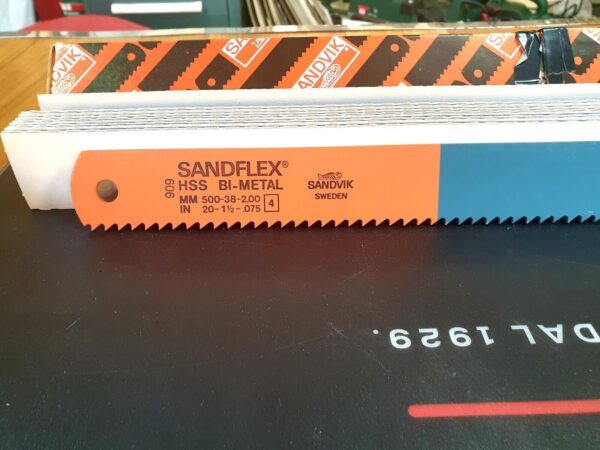 SANDVIK
SANDVIK
SANDVIK
SANDFLEX®
HSS BI-METAL
909
MM 500-38-2.00
IN 20-1½-.075 4
SANDVIK
SWEDEN
DAL 1929.